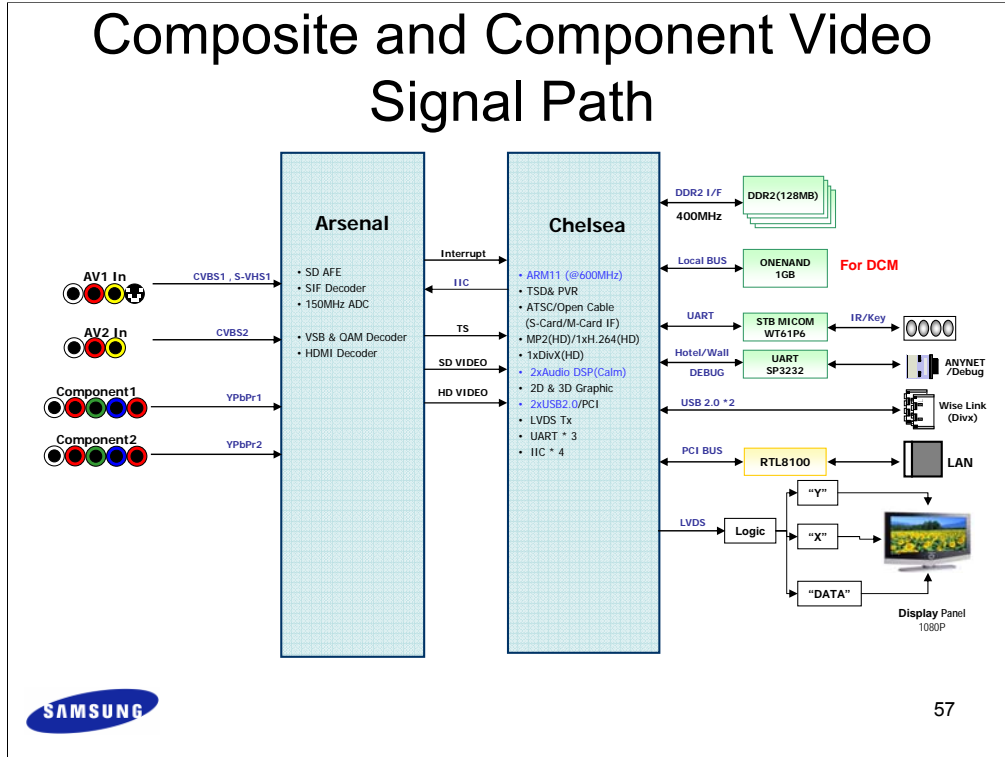 Composite and Component Video
Signal Path
Arsenal
• SD AFE
• SIF Decoder
• 150MHz ADC
• VSB & QAM Decoder
• HDMI Decoder
AV1 In
CVBS1 , S-VHS1
AV2 In
CVBS2
Component1
YPbPr1
Component2
YPbPr2
Interrupt
IIC
TS
SD VIDEO
HD VIDEO
Chelsea
• ARM11 (@600MHz)
• TSD& PVR
• ATSC/Open Cable
(S-Card/M-Card IF)
• MP2(HD)/1xH.264(HD)
• 1xDivX(HD)
• 2xAudio DSP(Calm)
• 2D & 3D Graphic
• 2xUSB2.0/PCI
• LVDS Tx
• UART * 3
• IIC * 4
DDR2 I/F
400MHz
DDR2(128MB)
Local BUS
ONENAND
1GB
For DCM
UART
STB MICOM
WT61P6
IR/Key
Hotel/Wall
DEBUG
UART
SP3232
ANYNET
/Debug
USB 2.0 *2
Wise Link
(Divx)
PCI BUS
RTL8100
LAN
LVDS
Logic
“Y”
“X”
“DATA”
Display Panel
1080P
SAMSUNG
57